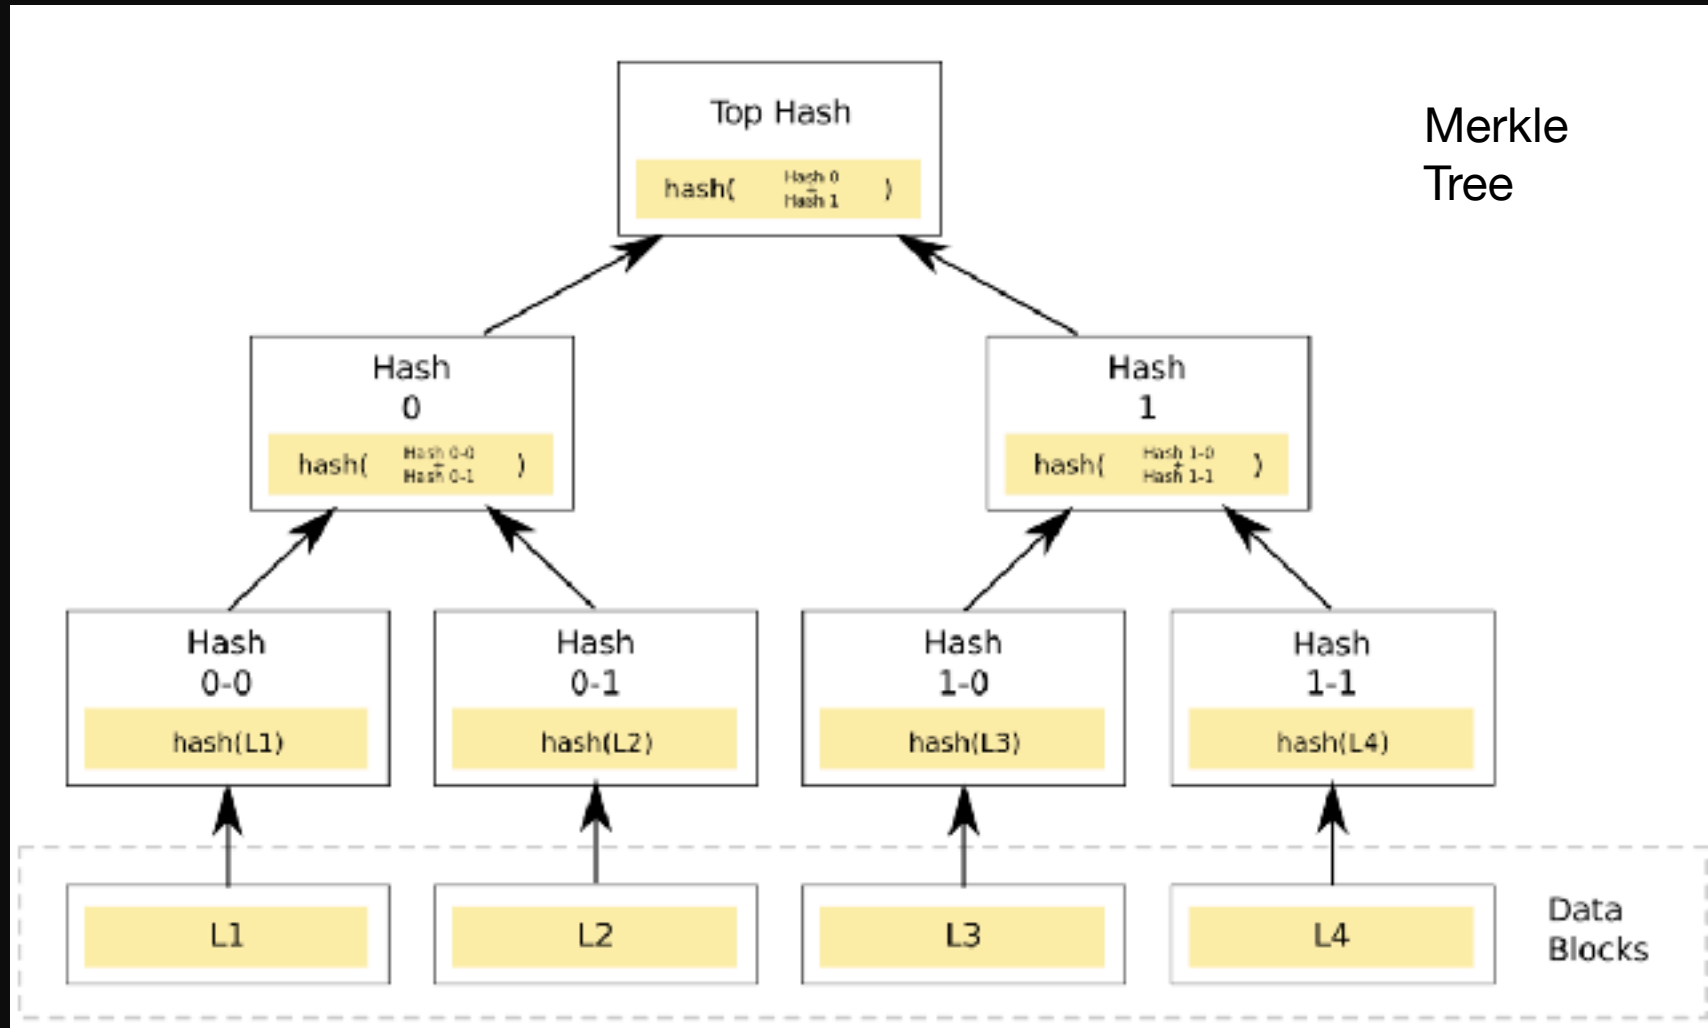 Merkle
Tree
Top Hash
hash( Hash 0 + Hash 1 )
Hash
0
hash( Hash 0-0 + Hash 0-1 )
Hash
1
hash( Hash 1-0 + Hash 1-1 )
Hash
0-0
hash(L1)
Hash
0-1
hash(L2)
Hash
1-0
hash(L3)
Hash
1-1
hash(L4)
L1
L2
L3
L4
Data
Blocks